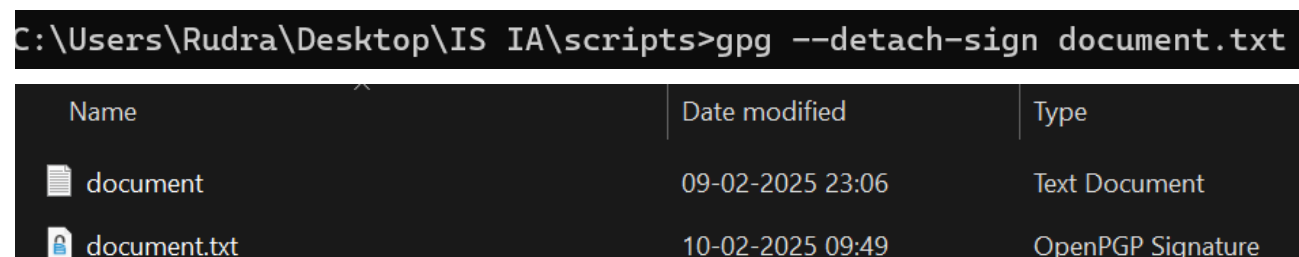 C:\Users\Rudra\Desktop\IS IA\scripts>gpg --detach-sign document.txt
Name Date modified Type
document 09-02-2025 23:06 Text Document
document.txt 10-02-2025 09:49 OpenPGP Signature